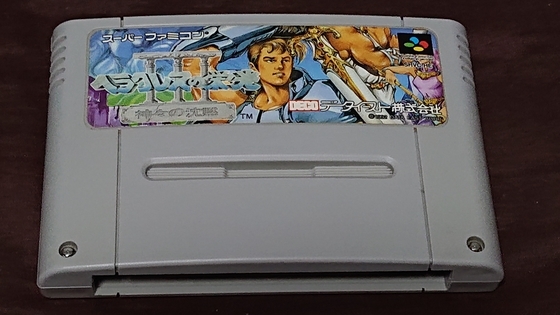 スーパーファミコン
ヘラクレスの栄光
III
神々の沈黙
TM
DECO データイースト株式会社